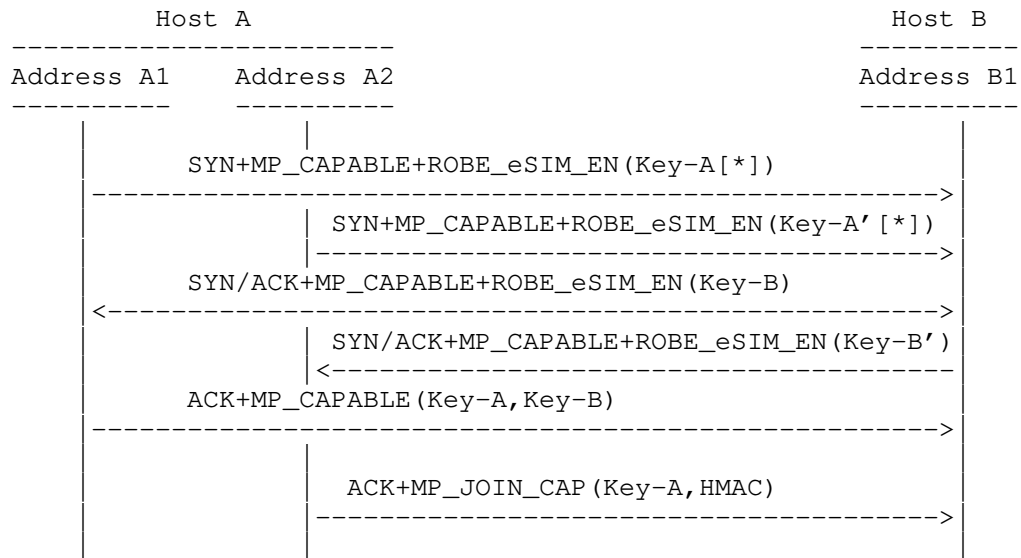 Host A Host B
Address A1 Address A2 Address B1
SYN+MP_CAPABLE+ROBE_eSIM_EN(Key-A[*])
SYN+MP_CAPABLE+ROBE_eSIM_EN(Key-A'[*])
SYN/ACK+MP_CAPABLE+ROBE_eSIM_EN(Key-B)
SYN/ACK+MP_CAPABLE+ROBE_eSIM_EN(Key-B')
ACK+MP_CAPABLE(Key-A,Key-B)
ACK+MP_JOIN_CAP(Key-A,HMAC)